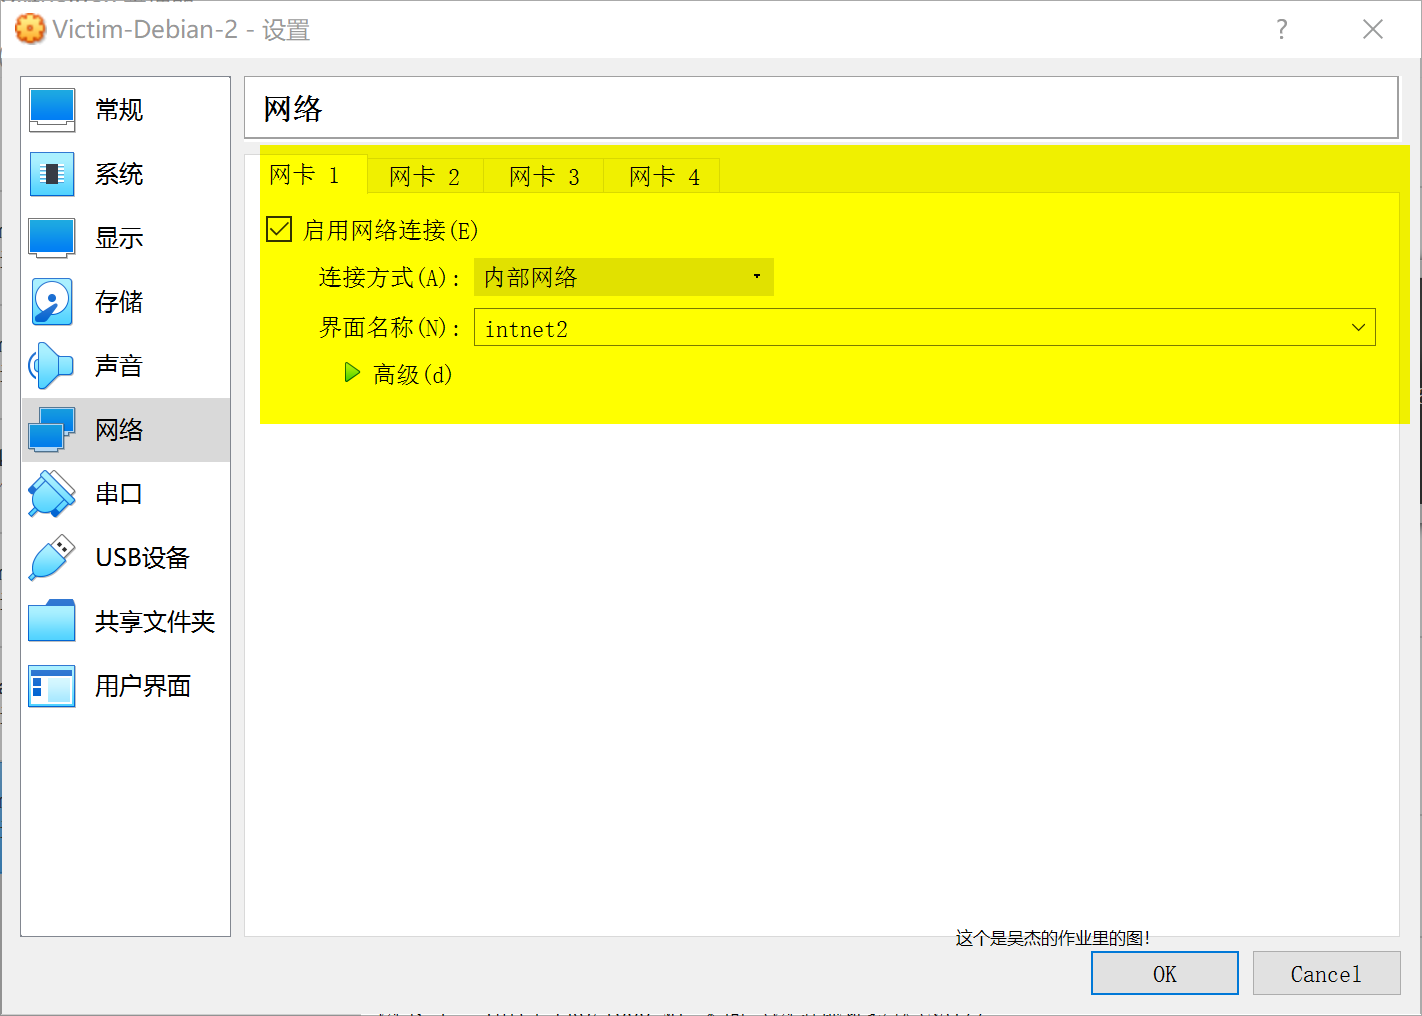 Victim-Debian-2 - 设置
?
常规
系统
显示
存储
声音
网络
串口
USB设备
共享文件夹
用户界面
网络
网卡 1
网卡 2
网卡 3
网卡 4
启用网络连接(E)
连接方式(A):
内部网络
界面名称(N):
intnet2
高级(d)
这个是吴杰的作业里的图!
OK
Cancel